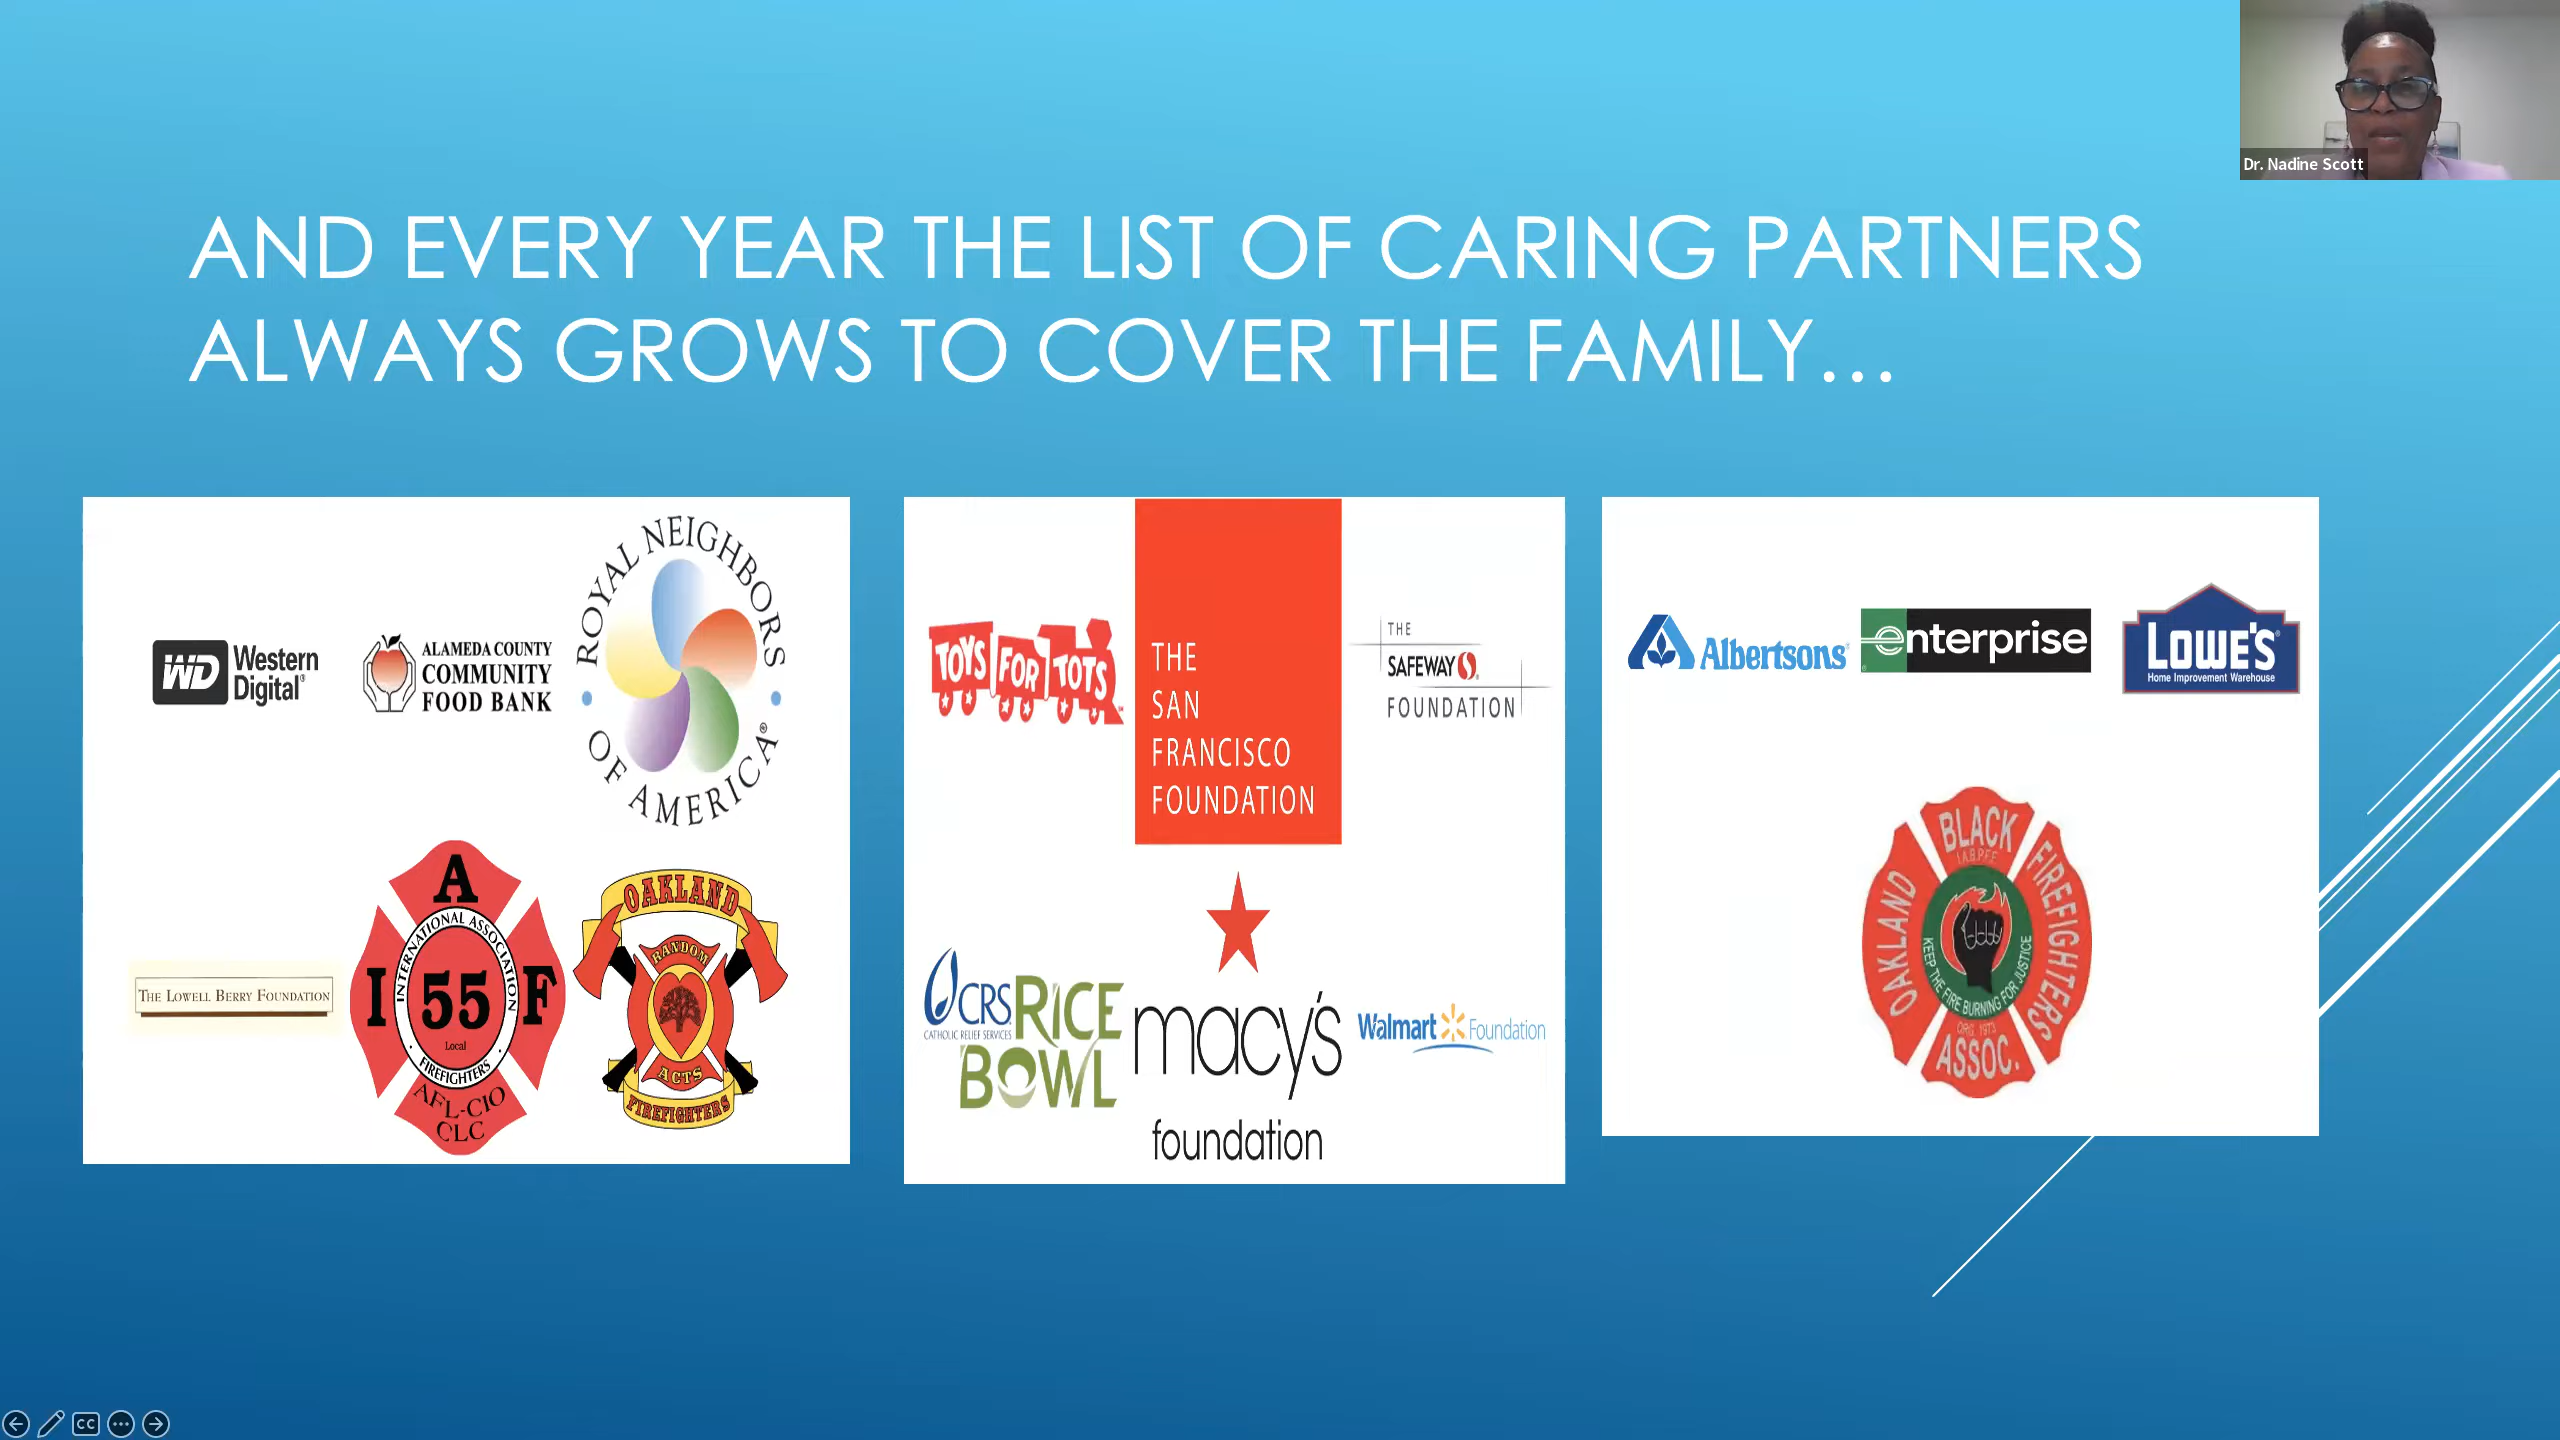 Dr. Nadine Scott
AND EVERY YEAR THE LIST OF CARING PARTNERS
ALWAYS GROWS TO COVER THE FAMILY...
WD Western
Digital®
ALAMEDA COUNTY
COMMUNITY
FOOD BANK
ROYAL NEIGHBORS
OF AMERICA®
THE LOWELL BERRY FOUNDATION
A
I
F
INTERNATIONAL ASSOCIATION
55
Local
FIREFIGHTERS
AFL-CIO
CLC
OAKLAND
RANDOM
ACTS
FIREFIGHTERS
TOYS FOR TOTS
THE
SAN
FRANCISCO
FOUNDATION
THE
SAFEWAY
FOUNDATION
CRS RICE
CATHOLIC RELIEF SERVICES
BOWL
macy's
foundation
Walmart Foundation
Albertsons®
enterprise
LOWE'S
Home Improvement Warehouse
BLACK
I.A.B.P.F.F.
OAKLAND
FIREFIGHTERS
KEEP THE FIRE BURNING FOR JUSTICE
ORG. 1973
ASSOC.
CC